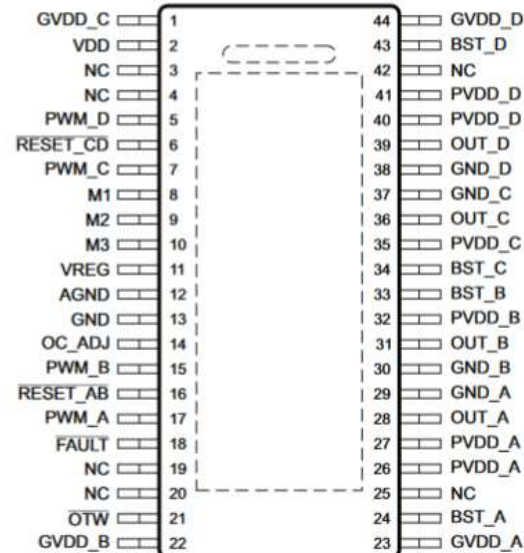 GVDD_C 1 44 GVDD_D
VDD 2 43 BST_D
NC 3 42 NC
NC 4 41 PVDD_D
PWM_D 5 40 PVDD_D
RESET_CD 6 39 OUT_D
PWM_C 7 38 GND_D
M1 8 37 GND_C
M2 9 36 OUT_C
M3 10 35 PVDD_C
VREG 11 34 BST_C
AGND 12 33 BST_B
GND 13 32 PVDD_B
OC_ADJ 14 31 OUT_B
PWM_B 15 30 GND_B
RESET_AB 16 29 GND_A
PWM_A 17 28 OUT_A
FAULT 18 27 PVDD_A
NC 19 26 PVDD_A
NC 20 25 NC
OTW 21 24 BST_A
GVDD_B 22 23 GVDD_A